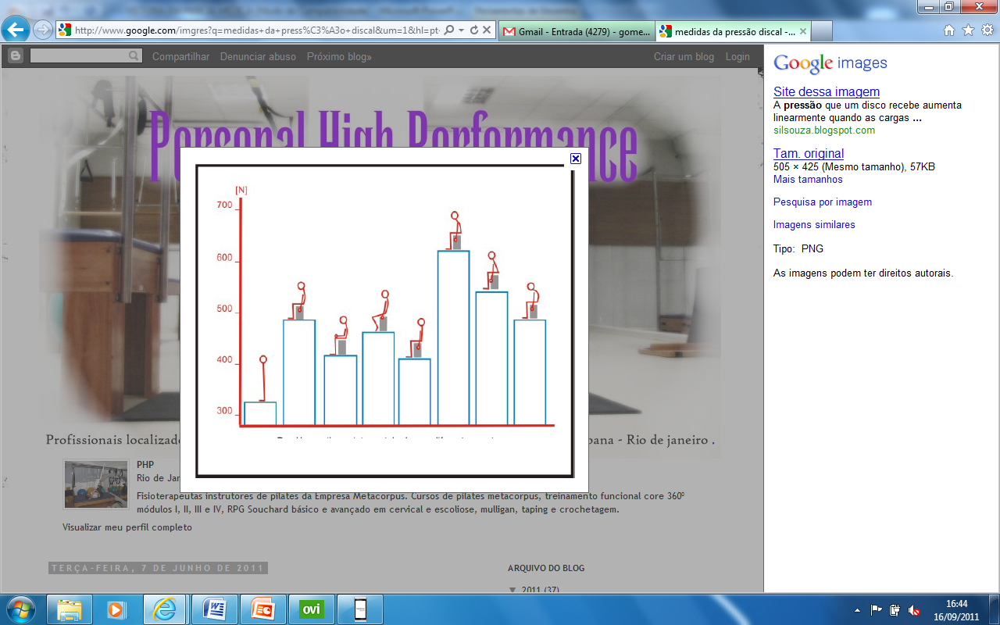 http://www.google.com/imgres?q=medidas+da+press%C3%A3o+discal&um=1&hl=pt-
Gmail - Entrada (4279) - gome...
medidas da pressão discal -...
Compartilhar Denunciar abuso Próximo blog»
Criar um blog Login
Google images
Site dessa imagem
A pressão que um disco recebe aumenta
linearmente quando as cargas ...
silsouza.blogspot.com
Tam. original
505 × 425 (Mesmo tamanho), 57KB
Mais tamanhos
Pesquisa por imagem
Imagens similares
Tipo: PNG
As imagens podem ter direitos autorais.
Personal High Performance
[N]
700
600
500
400
300
Profissionais localizado
bana - Rio de janeiro .
PHP
Rio de Jan
Fisioterapeutas instrutores de pilates da Empresa Metacorpus. Cursos de pilates metacorpus, treinamento funcional core 360º
módulos I, II, III e IV, RPG Souchard básico e avançado em cervical e escoliose, mulligan, taping e crochetagem.
Visualizar meu perfil completo
TERÇA-FEIRA, 7 DE JUNHO DE 2011
ARQUIVO DO BLOG
▼ 2011 (37)
ovi
16:44
16/09/2011